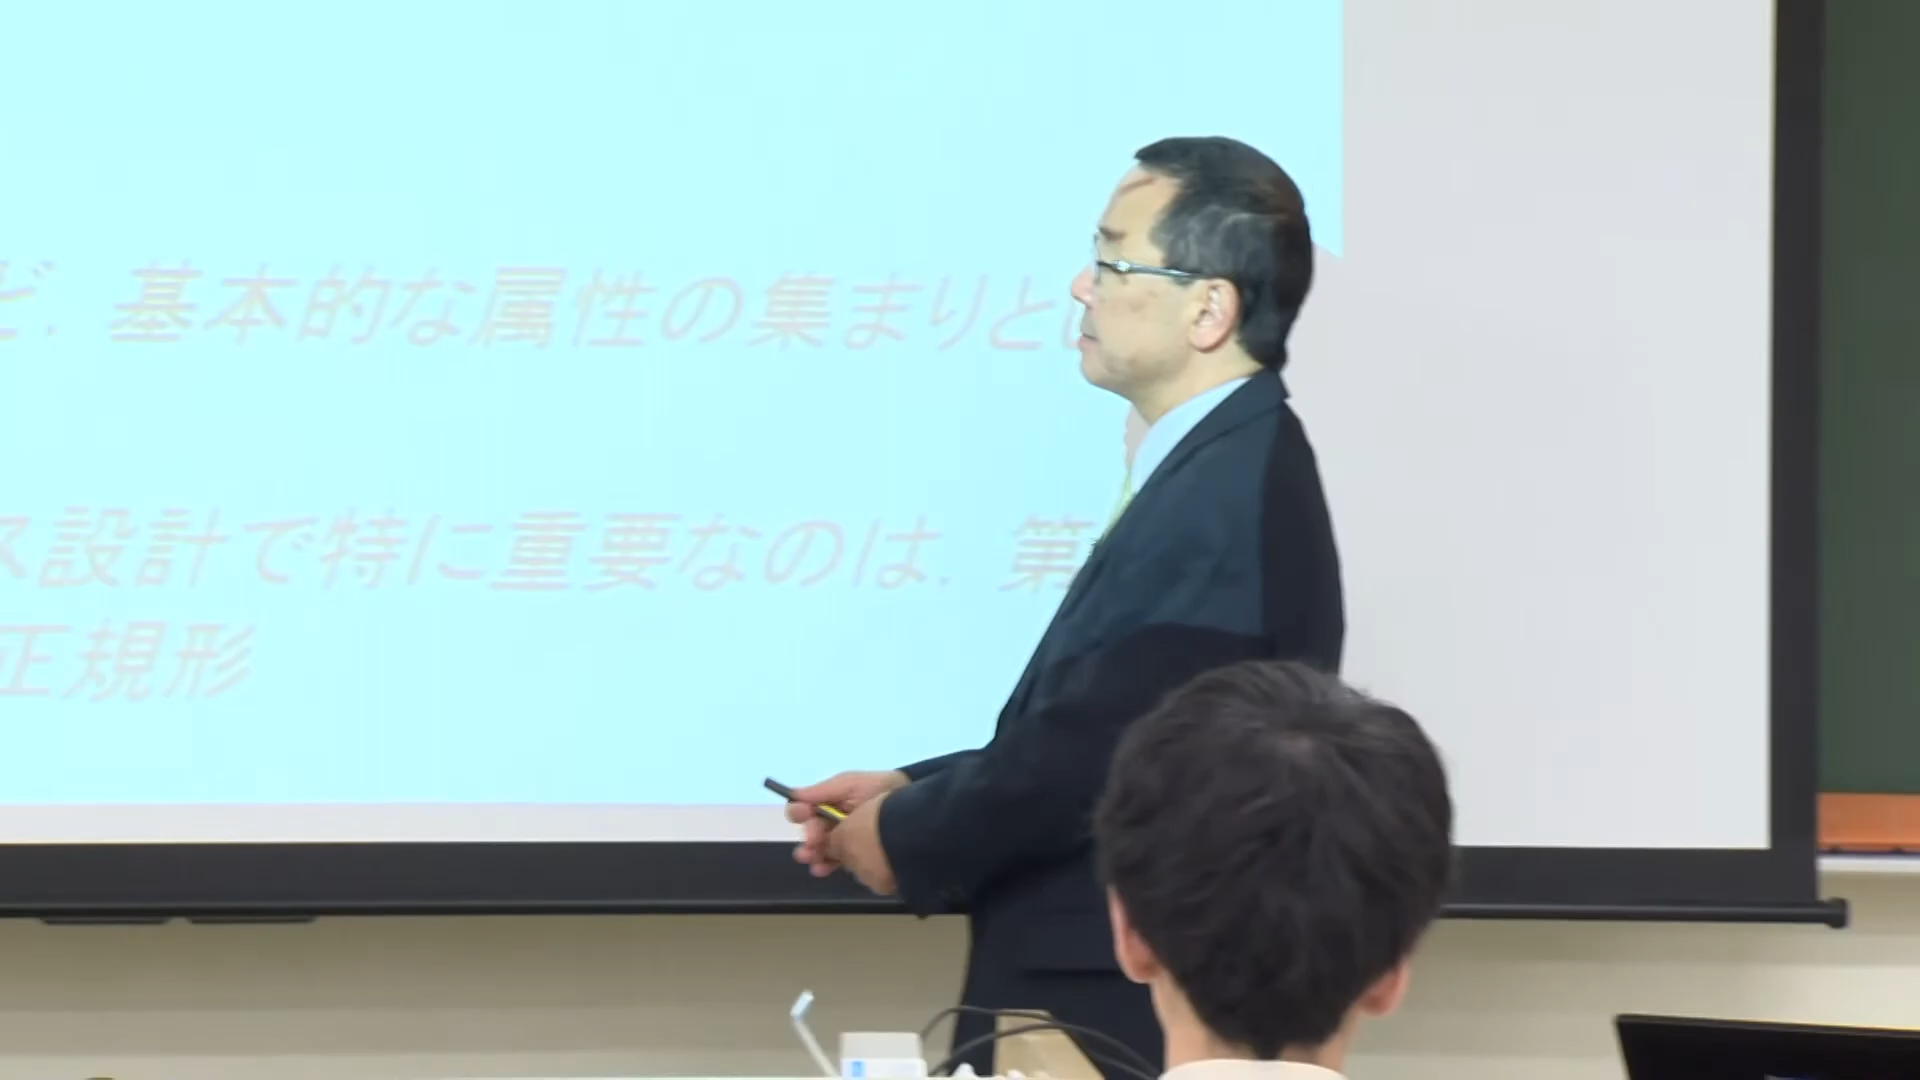 ど，基本的な属性の集まりとし
ス設計で特に重要なのは，第
正規形